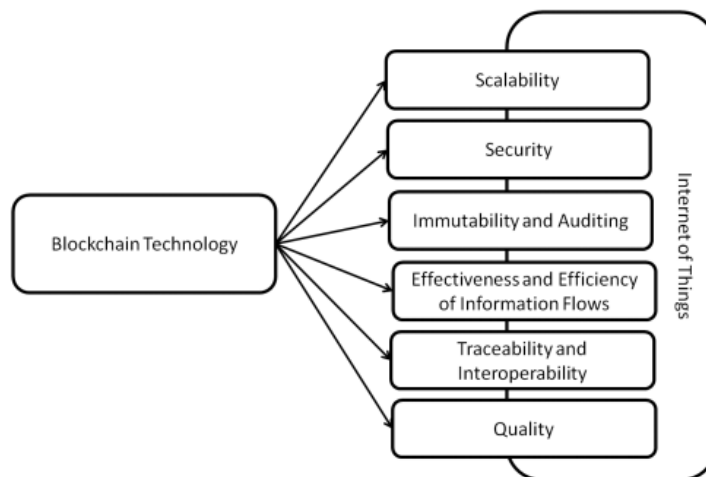 Scalability
Security
Blockchain Technology
Immutability and Auditing
Effectiveness and Efficiency
of Information Flows
Traceability and
Interoperability
Quality
Internet of Things